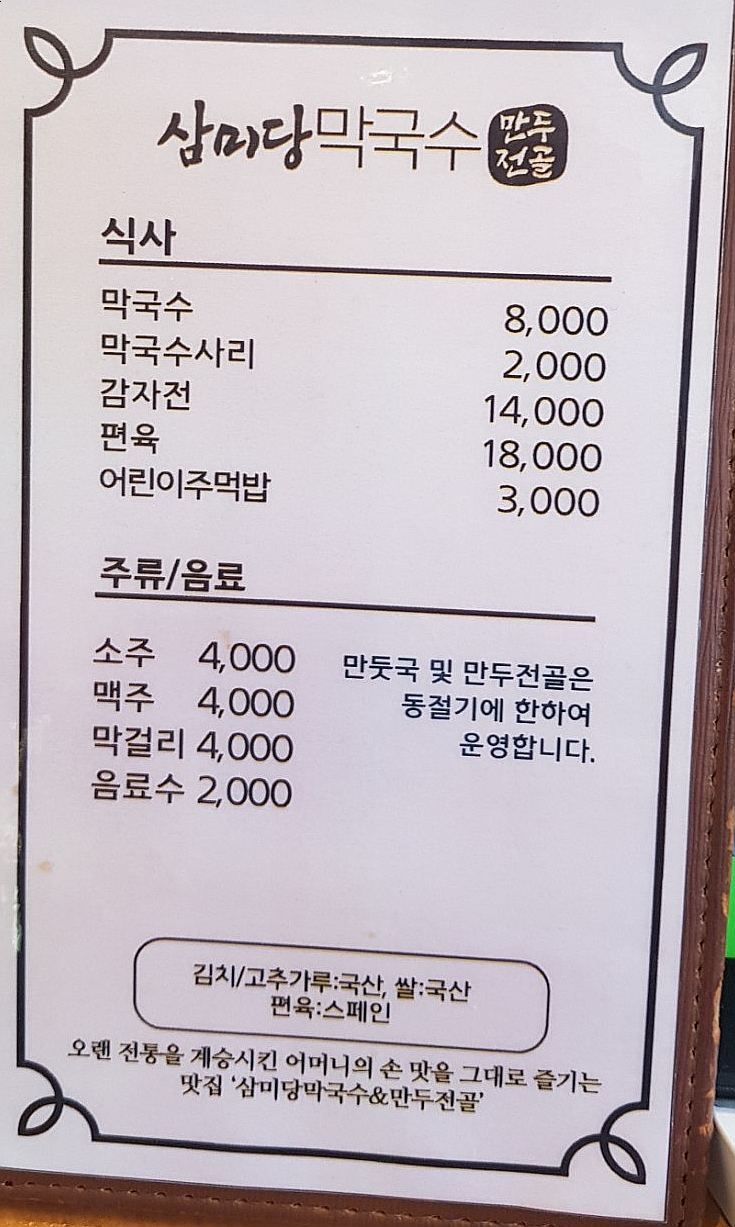 삼미당막국수 만두전골
식사
막국수 8,000
막국수사리 2,000
감자전 14,000
편육 18,000
어린이주먹밥 3,000
주류/음료
소주 4,000
맥주 4,000
막걸리 4,000
음료수 2,000
만둣국 및 만두전골은
동절기에 한하여
운영합니다.
김치/고추가루:국산, 쌀:국산
편육:스페인
오랜 전통을 계승시킨 어머니의 손 맛을 그대로 즐기는
맛집 ‘삼미당막국수&만두전골’